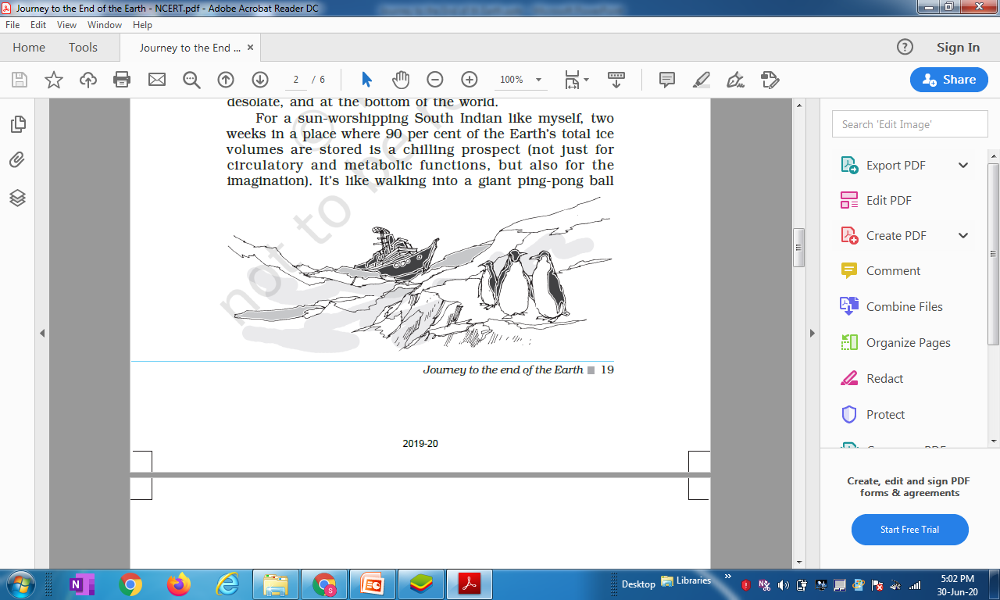 Journey to the End of the Earth - NCERT.pdf - Adobe Acrobat Reader DC
File Edit View Window Help
Home Tools Journey to the End ... × ? Sign In
2 / 6 100% Share
desolate, and at the bottom of the world.
For a sun-worshipping South Indian like myself, two
weeks in a place where 90 per cent of the Earth's total ice
volumes are stored is a chilling prospect (not just for
circulatory and metabolic functions, but also for the
imagination). It's like walking into a giant ping-pong ball
© not to be
Journey to the end of the Earth 19
2019-20
Search 'Edit Image'
Export PDF
Edit PDF
Create PDF
Comment
Combine Files
Organize Pages
Redact
Protect
Create, edit and sign PDF
forms & agreements
Start Free Trial
Desktop Libraries »
5:02 PM
30-Jun-20